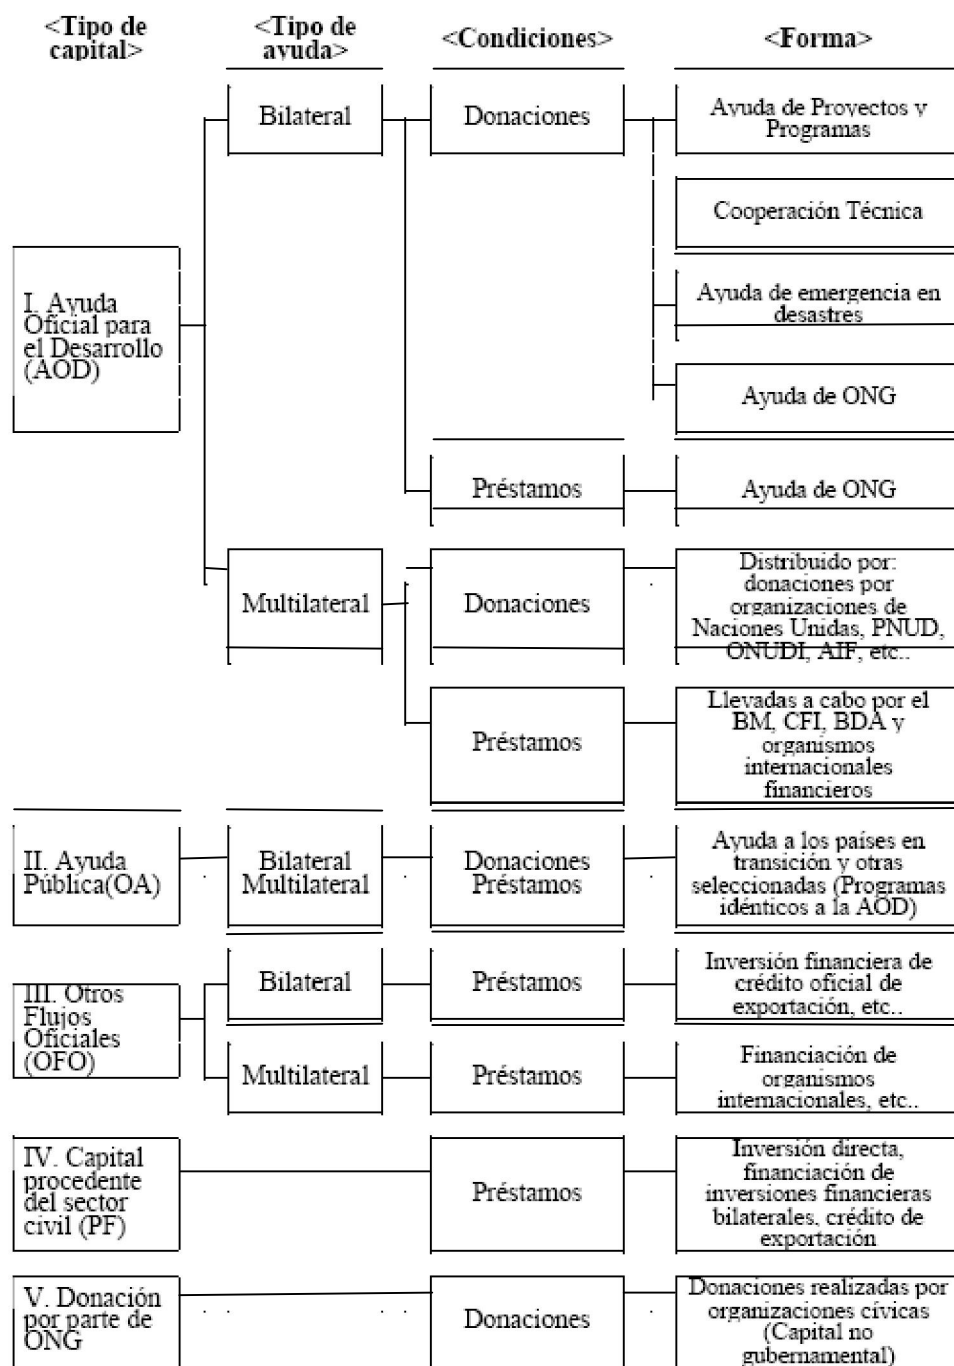 <Tipo de
capital>
<Tipo de
ayuda>
<Condiciones>
<Forma>
Bilateral
Donaciones
Ayuda de Proyectos y
Programas
Cooperación Técnica
I. Ayuda
Oficial para
el Desarrollo
(AOD)
Ayuda de emergencia en
desastres
Ayuda de ONG
Préstamos
Ayuda de ONG
Multilateral
Donaciones
Distribuido por:
donaciones por
organizaciones de
Naciones Unidas, PNUD,
ONUDI, AIF, etc..
Préstamos
Llevadas a cabo por el
BM, CFI, BDA y
organismos
internacionales
financieros
II. Ayuda
Pública(OA)
Bilateral
Multilateral
Donaciones
Préstamos
Ayuda a los países en
transición y otras
seleccionadas (Programas
idénticos a la AOD)
III. Otros
Flujos
Oficiales
(OFO)
Bilateral
Préstamos
Inversión financiera de
crédito oficial de
exportación, etc..
Multilateral
Préstamos
Financiación de
organismos
internacionales, etc..
IV. Capital
procedente
del sector
civil (PF)
Préstamos
Inversión directa,
financiación de
inversiones financieras
bilaterales, crédito de
exportación
V. Donación
por parte de
ONG
Donaciones
Donaciones realizadas por
organizaciones cívicas
(Capital no
gubernamental)